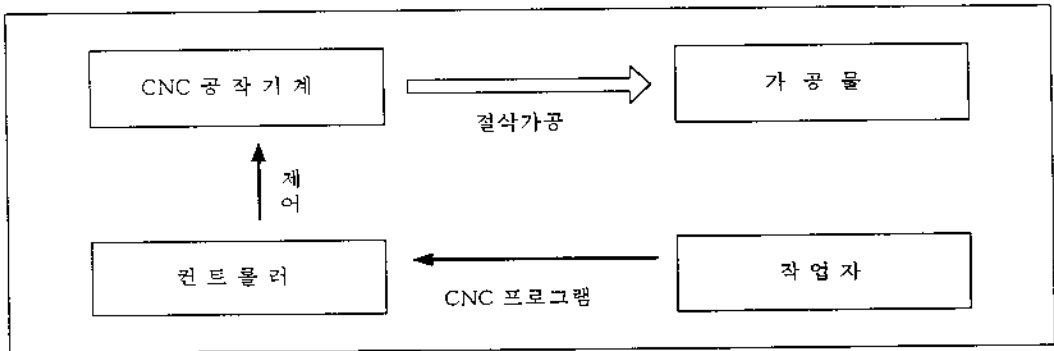 CNC 공 작 기 계
가 공 물
절삭가공
제
어
컨 트 롤 러
작 업 자
CNC 프로그램